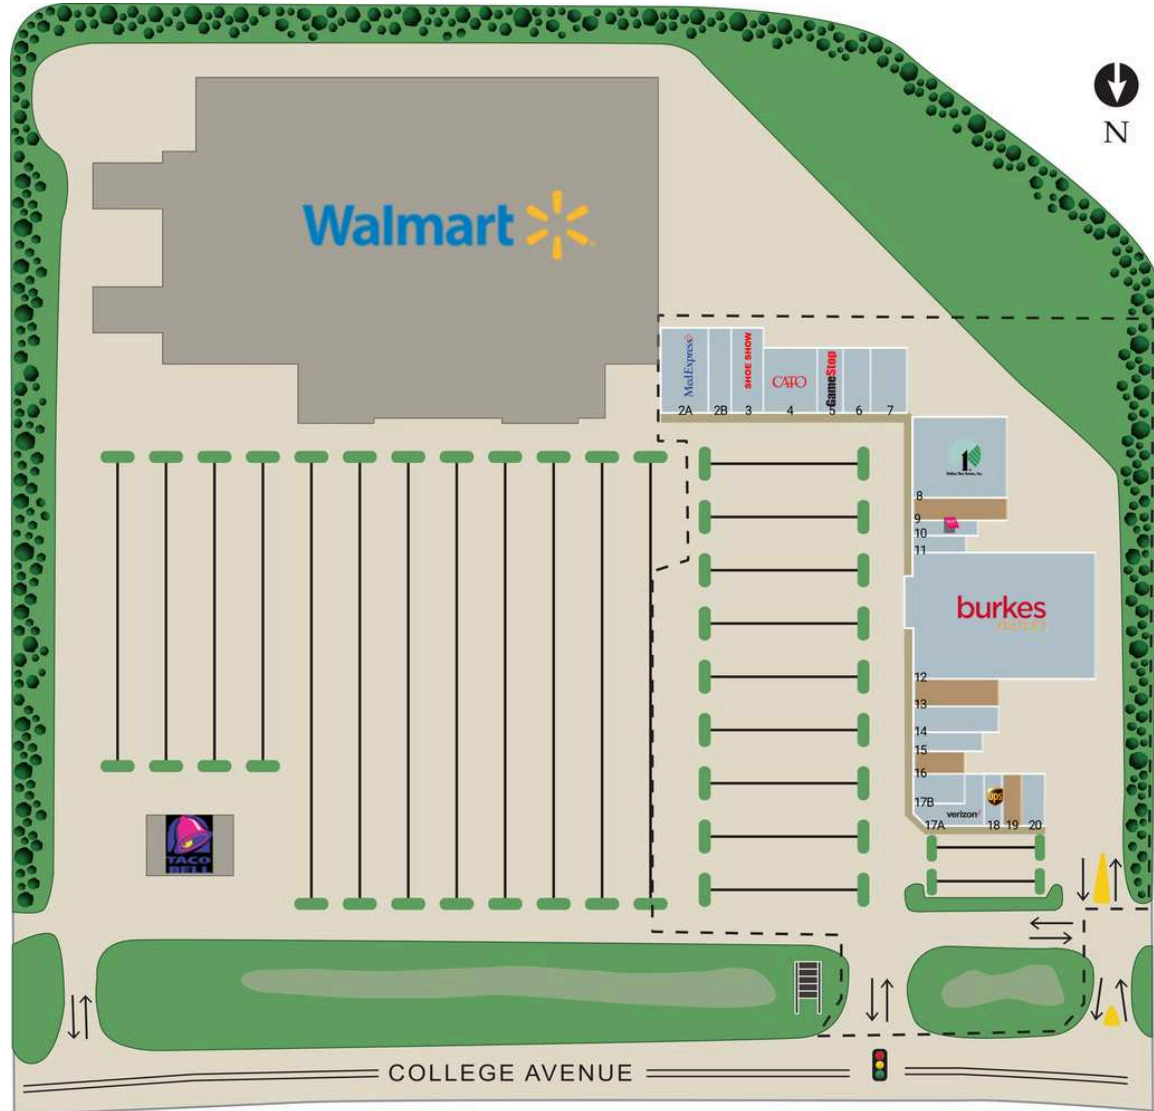 N
Walmart
MedExpress
SHOE SHOW
CATO
GameStop
2A
2B
3
4
5
6
7
8
9
10
11
burkes
OUTLET
12
13
14
15
16
17B
verizon
ups
17A
18
19
20
TACO
BELL
COLLEGE AVENUE